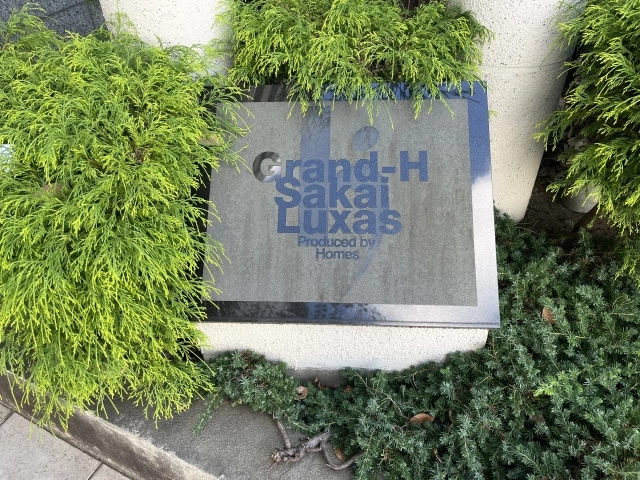 Grand-H
Sakai
Luxas
Produced by
Homes